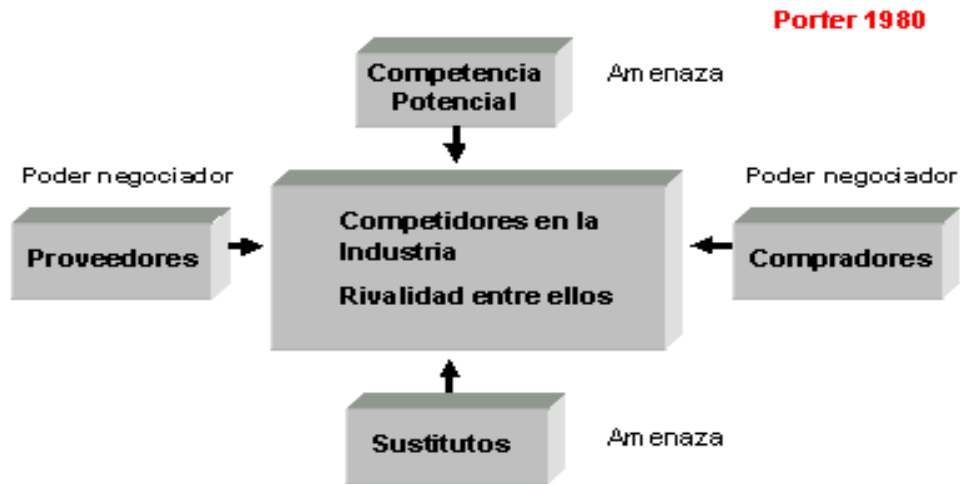 Porter 1980
Competencia
Potencial
Amenaza
Poder negociador
Poder negociador
Proveedores
Competidores en la
Industria
Rivalidad entre ellos
Compradores
Sustitutos
Amenaza